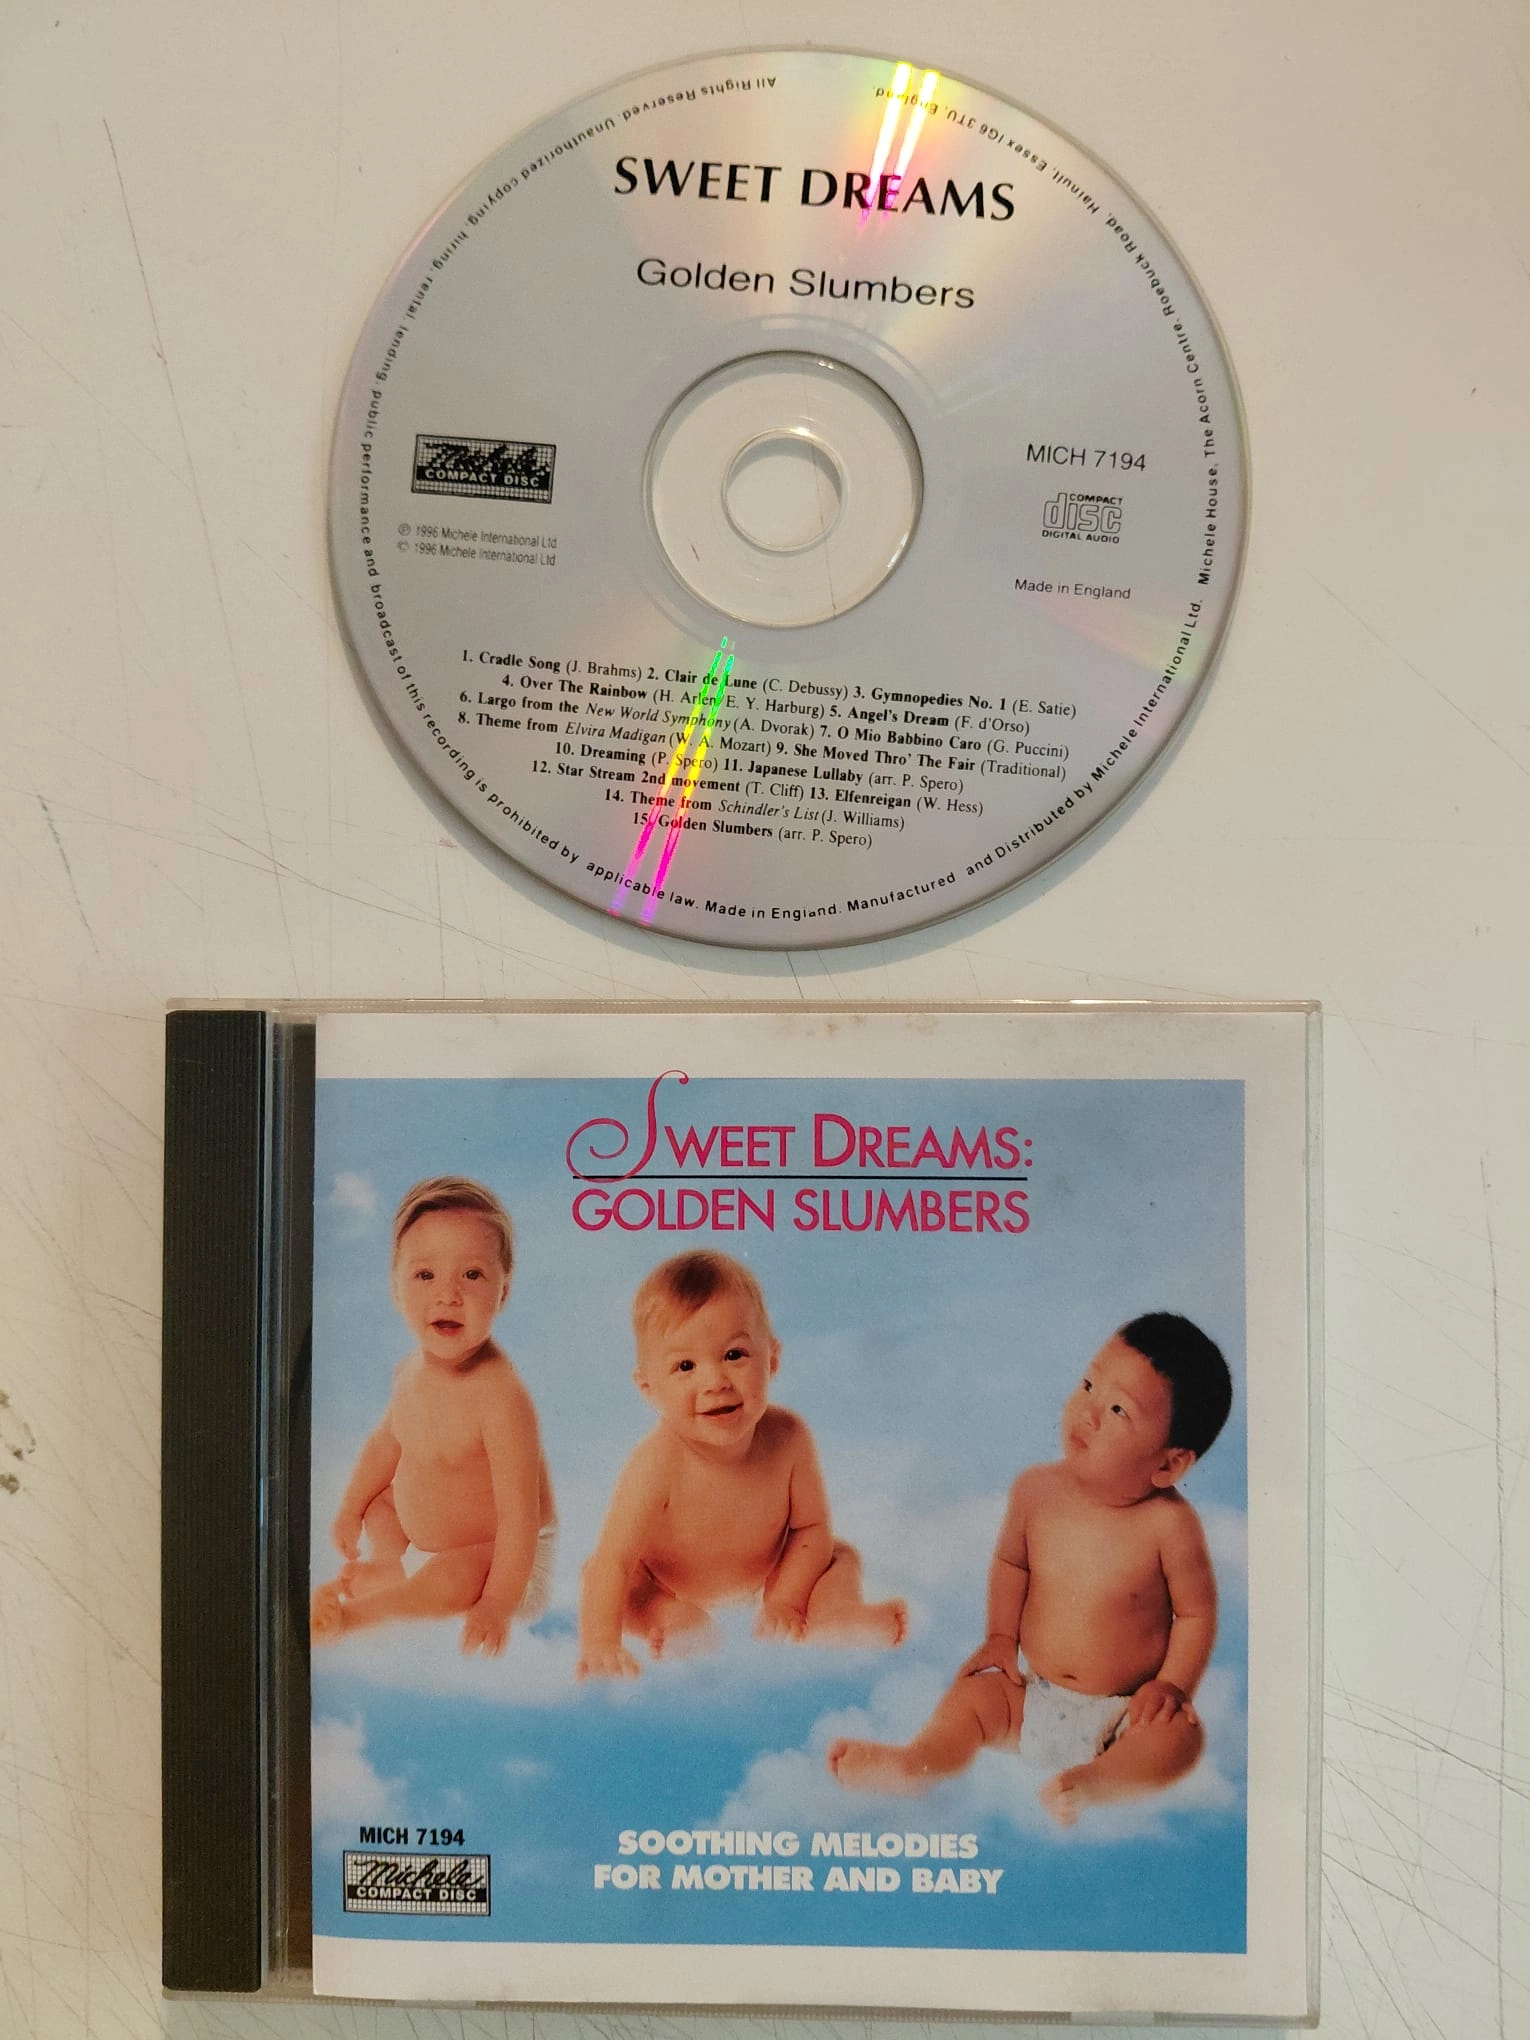 SWEET DREAMS
Golden Slumbers
Michele
COMPACT DISC
MICH 7194
COMPACT
disc
DIGITAL AUDIO
℗ 1996 Michele International Ltd
© 1996 Michele International Ltd
Made in England
1. Cradle Song (J. Brahms) 2. Clair de Lune (C. Debussy) 3. Gymnopedies No. 1 (E. Satie)
4. Over The Rainbow (H. Arlen/E. Y. Harburg) 5. Angel's Dream (F. d'Orso)
6. Largo from the New World Symphony (A. Dvorak) 7. O Mio Babbino Caro (G. Puccini)
8. Theme from Elvira Madigan (W. A. Mozart) 9. She Moved Thro' The Fair (Traditional)
10. Dreaming (P. Spero) 11. Japanese Lullaby (arr. P. Spero)
12. Star Stream 2nd movement (T. Cliff) 13. Elfenreigan (W. Hess)
14. Theme from Schindler's List (J. Williams)
15. Golden Slumbers (arr. P. Spero)
All Rights Reserved. Unauthorized copying, hiring, rental, lending, public performance and broadcast of this recording is prohibited by applicable law. Made in England. Manufactured and Distributed by Michele International Ltd. Michele House, The Acorn Centre, Roebuck Road, Hainult, Essex IG6 3TU, England.
SWEET DREAMS:
GOLDEN SLUMBERS
MICH 7194
Michele
COMPACT DISC
SOOTHING MELODIES
FOR MOTHER AND BABY